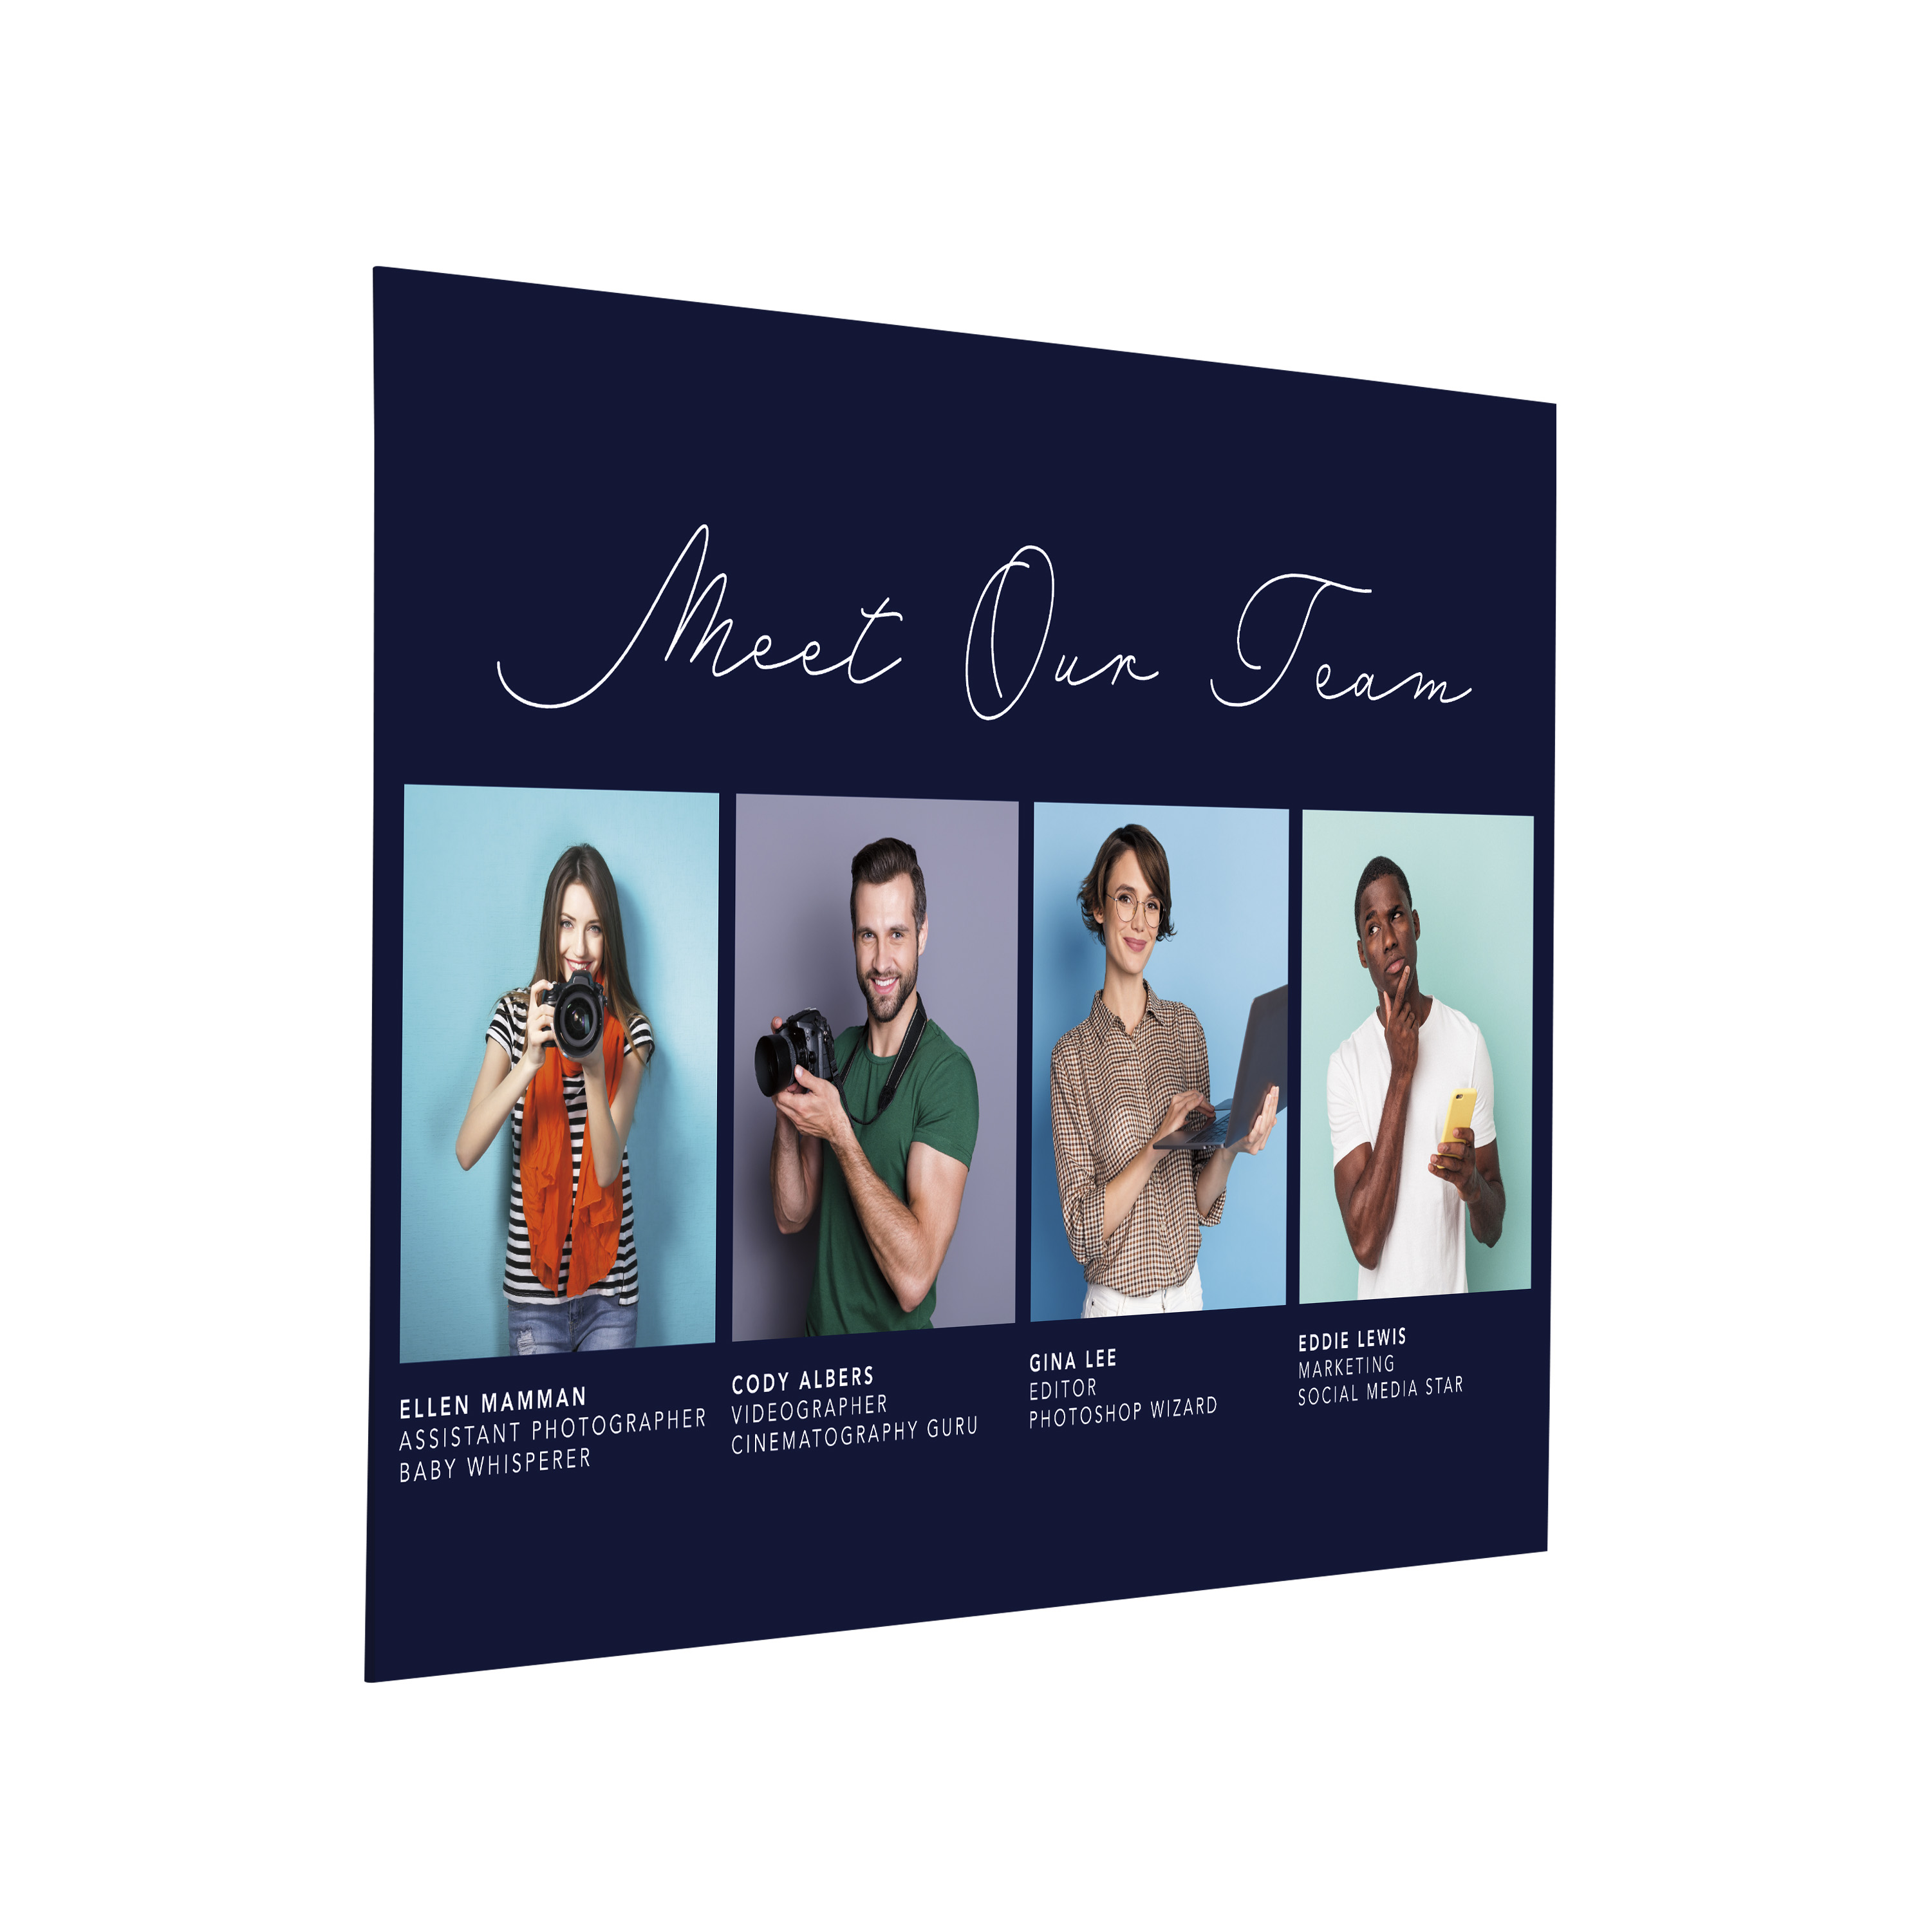 Meet Our Team
ELLEN MAMMAN
ASSISTANT PHOTOGRAPHER
BABY WHISPERER
CODY ALBERS
VIDEOGRAPHER
CINEMATOGRAPHY GURU
GINA LEE
EDITOR
PHOTOSHOP WIZARD
EDDIE LEWIS
MARKETING
SOCIAL MEDIA STAR